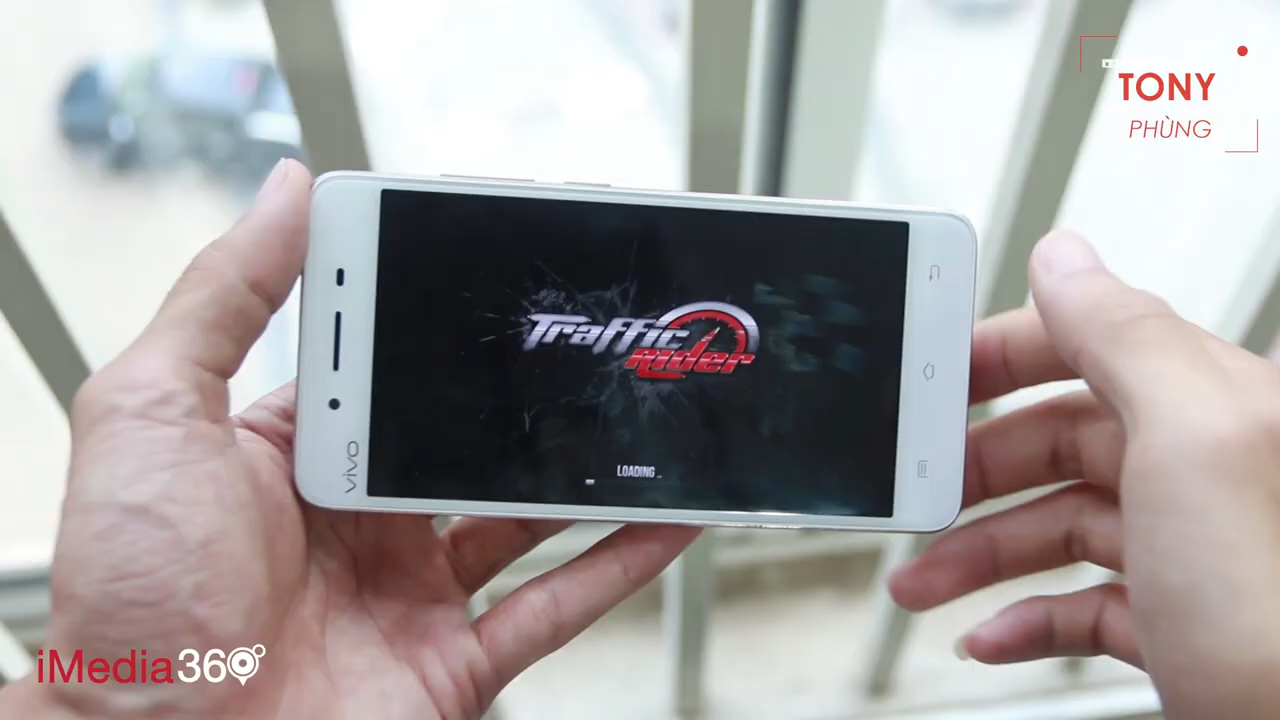 TONY
PHÙNG
Traffic
Rider
LOADING ..
vivo
iMedia360